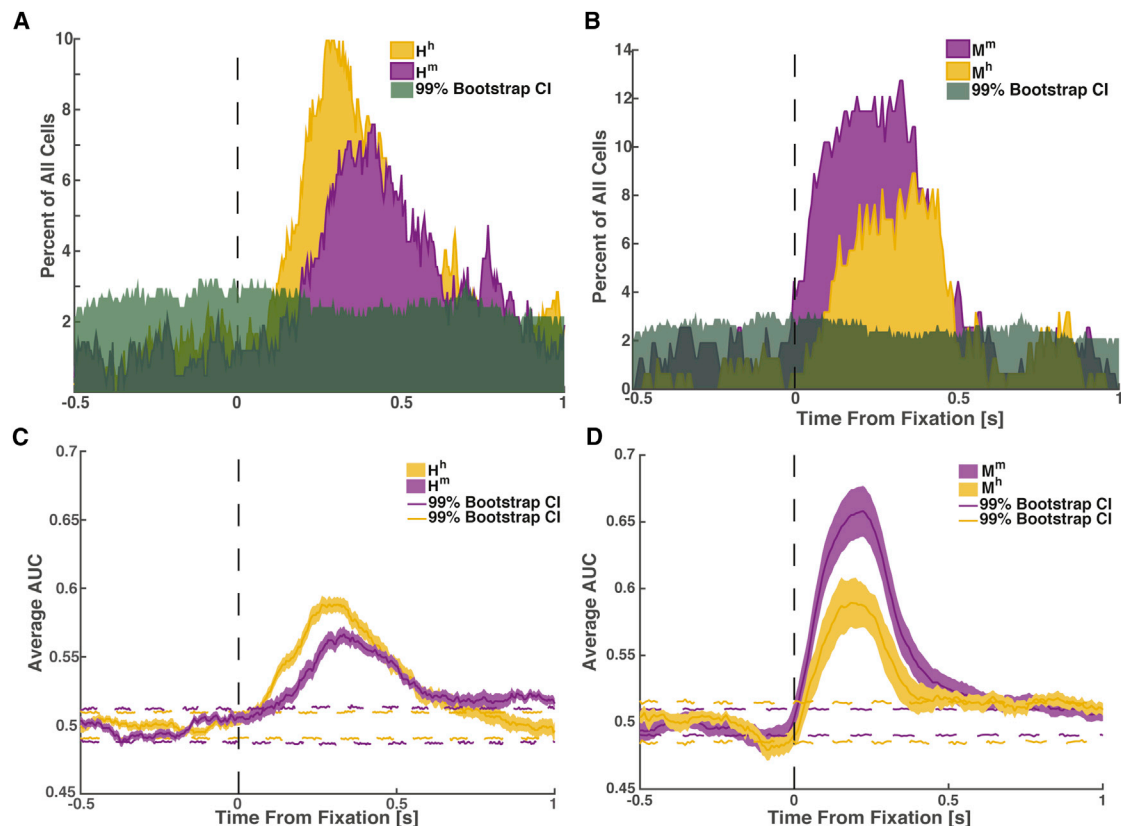 A
Percent of All Cells
10
8
6
4
2
H^h
H^m
99% Bootstrap CI
-0.5
0
0.5
1
B
Percent of All Cells
14
12
10
8
6
4
2
0
M^m
M^h
99% Bootstrap CI
-0.5
0
0.5
1
Time From Fixation [s]
C
Average AUC
0.7
0.65
0.6
0.55
0.5
0.45
H^h
H^m
99% Bootstrap CI
99% Bootstrap CI
-0.5
0
0.5
1
Time From Fixation [s]
D
Average AUC
0.7
0.65
0.6
0.55
0.5
0.45
M^m
M^h
99% Bootstrap CI
99% Bootstrap CI
-0.5
0
0.5
1
Time From Fixation [s]